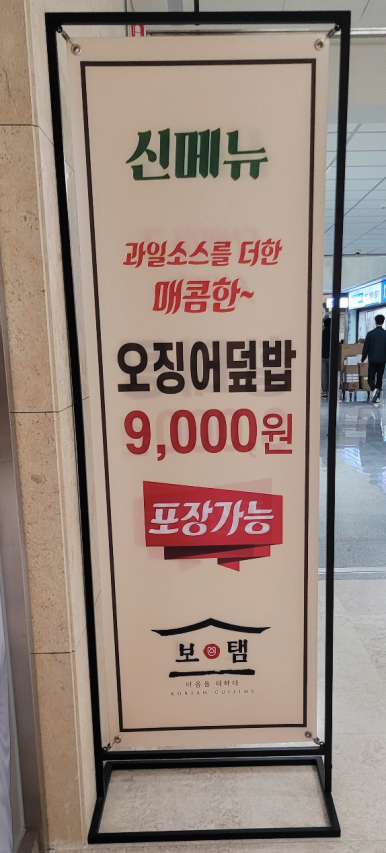 신메뉴
과일소스를 더한
매콤한~
오징어덮밥
9,000원
포장가능
보탬
마음을 더하다
KOREAN CUISINE